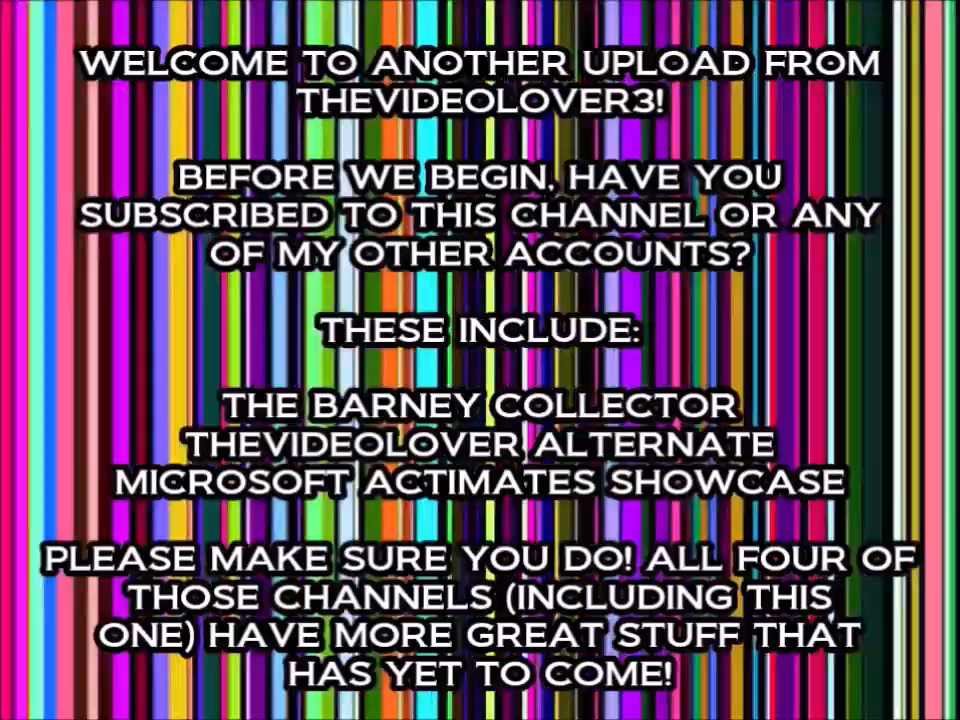 WELCOME TO ANOTHER UPLOAD FROM
THEVIDEOLOVER3!
BEFORE WE BEGIN, HAVE YOU
SUBSCRIBED TO THIS CHANNEL OR ANY
OF MY OTHER ACCOUNTS?
THESE INCLUDE:
THE BARNEY COLLECTOR
THEVIDEOLOVER ALTERNATE
MICROSOFT ACTIMATES SHOWCASE
PLEASE MAKE SURE YOU DO! ALL FOUR OF
THOSE CHANNELS (INCLUDING THIS
ONE) HAVE MORE GREAT STUFF THAT
HAS YET TO COME!